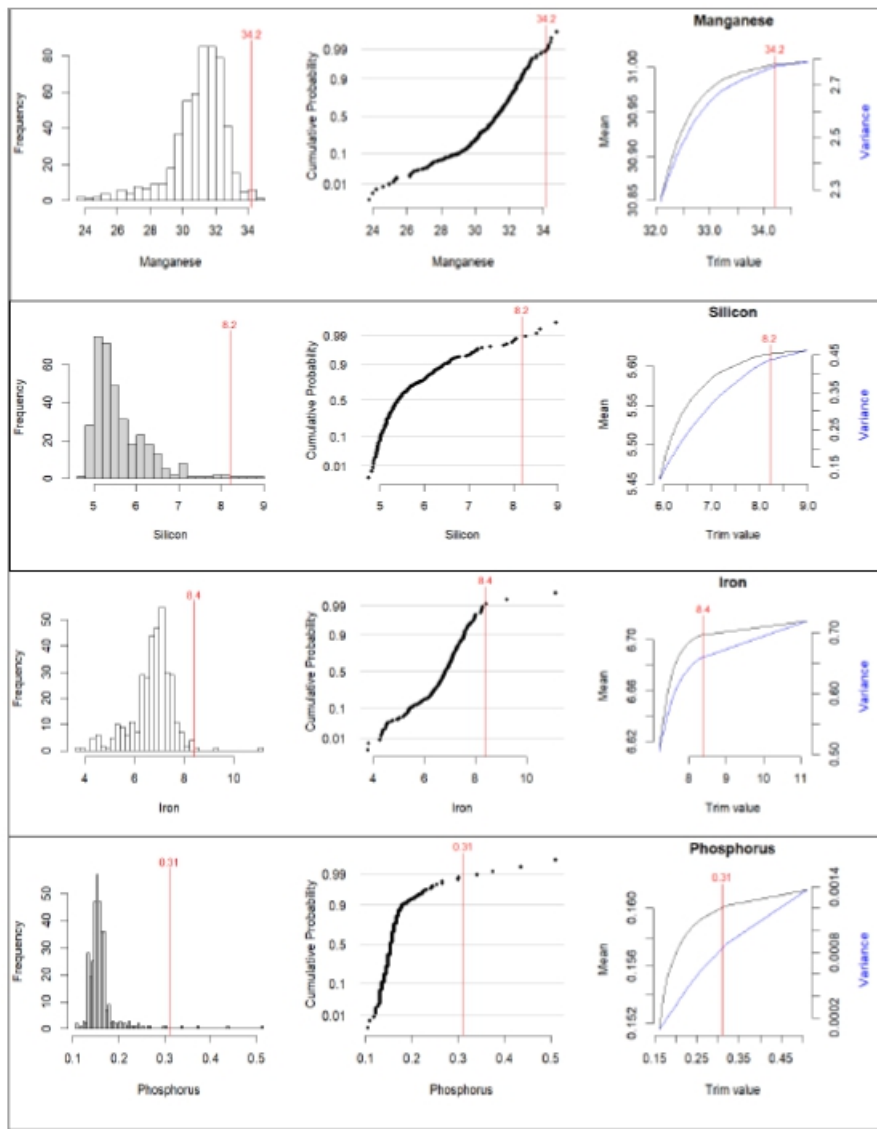 Manganese
34.2
34.2
34.2
Frequency
0 20 40 60 80
24 26 28 30 32 34
Manganese
Cumulative Probability
0.99
0.9
0.5
0.1
0.01
24 26 28 30 32 34
Manganese
Mean
30.85 30.90 30.95 31.00
32.0 33.0 34.0
Trim value
2.3 2.5 2.7
Variance
Silicon
8.2
8.2
8.2
Frequency
0 20 40 60
5 6 7 8 9
Silicon
Cumulative Probability
0.99
0.9
0.5
0.1
0.01
5 6 7 8 9
Silicon
Mean
5.45 5.50 5.55 5.60
6.0 7.0 8.0 9.0
Trim value
0.15 0.25 0.35 0.45
Variance
Iron
8.4
8.4
8.4
Frequency
0 10 20 30 40 50
4 6 8 10
Iron
Cumulative Probability
0.99
0.9
0.5
0.1
0.01
4 6 8 10
Iron
Mean
6.62 6.66 6.70
8 9 10 11
Trim value
0.50 0.60 0.70
Variance
Phosphorus
0.31
0.31
0.31
Frequency
0 10 20 30 40 50
0.1 0.2 0.3 0.4 0.5
Phosphorus
Cumulative Probability
0.99
0.9
0.5
0.1
0.01
0.1 0.2 0.3 0.4 0.5
Phosphorus
Mean
0.152 0.156 0.160
0.15 0.25 0.35 0.45
Trim value
0.0002 0.0008 0.0014
Variance